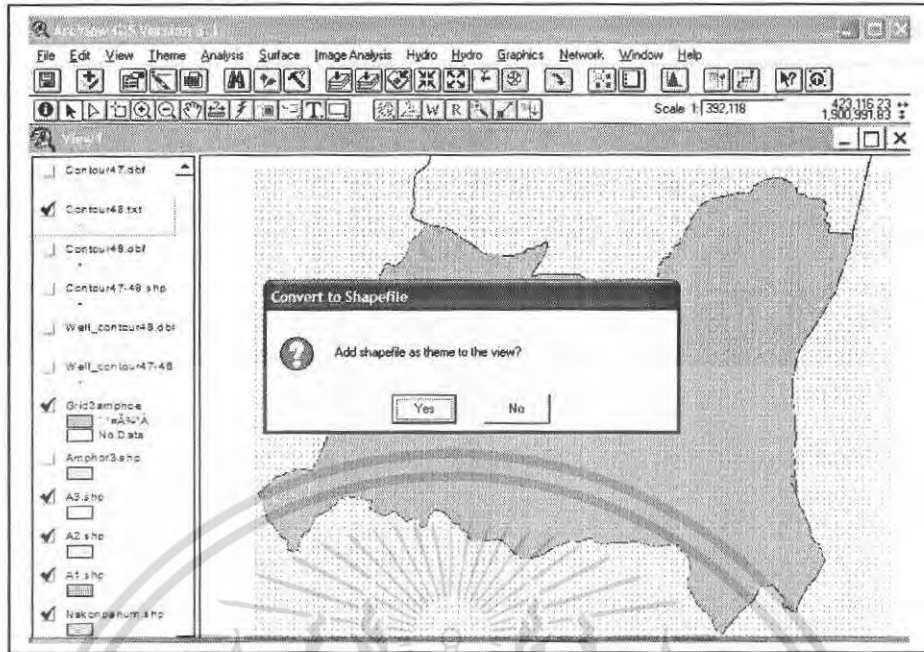 ArcView GIS Version 3.1
File Edit View Theme Analysis Surface Image Analysis Hydro Hydro Graphics Network Window Help
W R
Scale 1: 392,118
423,116.23
1,900,991.83
View1
Contour47.dbf
Contour48.txt
Contour48.dbf
Contour47-48.shp
Well_contour48.dbf
Well_contour47-48
Grid2amphoe
No Data
Amphor3.shp
A3.shp
A2.shp
A1.shp
Nakonpanum.shp
Convert to Shapefile
Add shapefile as theme to the view?
Yes No